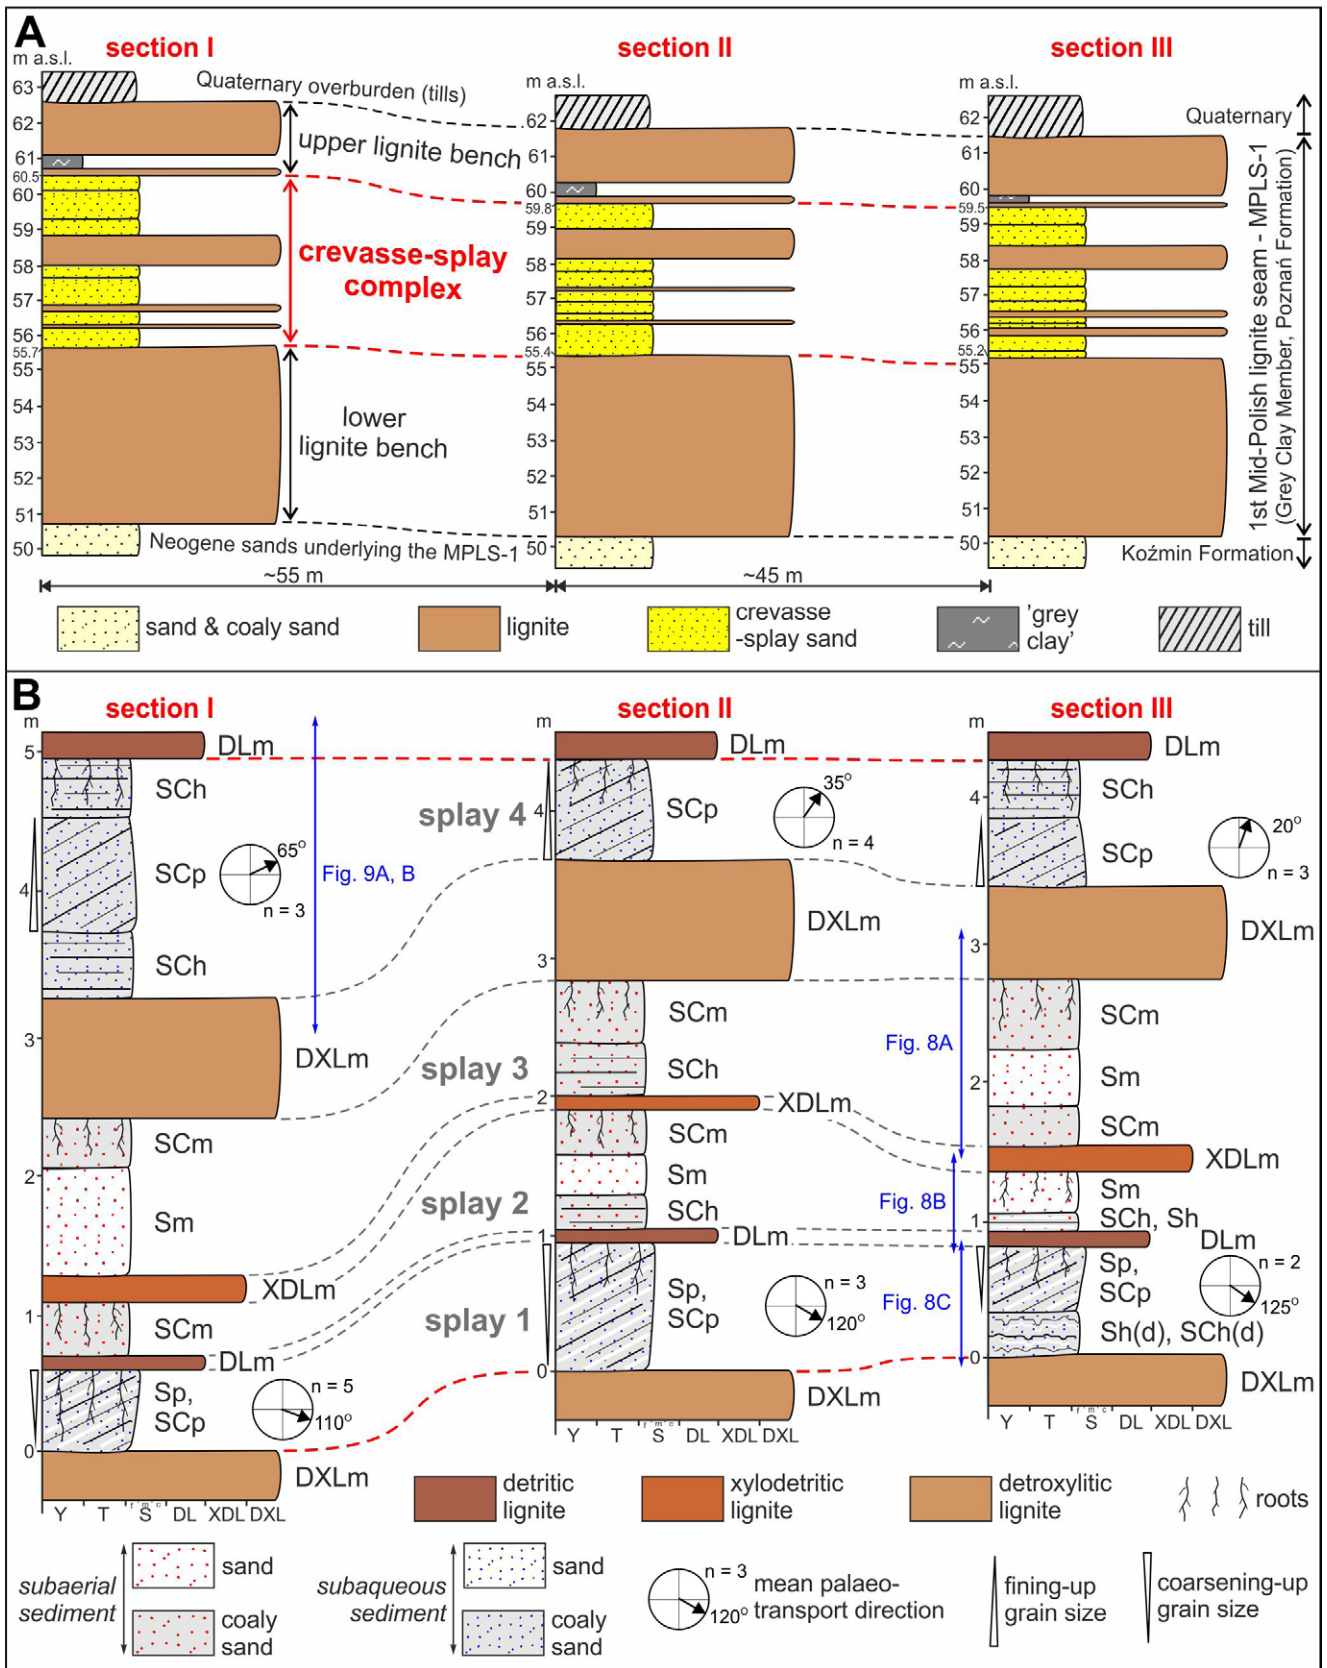 A
section I
section II
section III
m a.s.l.
m a.s.l.
m a.s.l.
63
62
61
60.5
60
59
58
57
56
55.7
55
54
53
52
51
50
Quaternary overburden (tills)
upper lignite bench
crevasse-splay
complex
lower
lignite bench
Neogene sands underlying the MPLS-1
62
61
60
59.8
59
58
57
56
55.4
55
54
53
52
51
50
62
61
60
59.5
59
58
57
56
55.2
55
54
53
52
51
50
Quaternary
1st Mid-Polish lignite seam - MPLS-1
(Grey Clay Member, Poznań Formation)
Koźmin Formation
~55 m
~45 m
sand & coaly sand
lignite
crevasse
-splay sand
'grey
clay'
till
B
section I
section II
section III
m
m
m
5
4
3
2
1
0
DLm
SCh
SCp
65o
n = 3
SCh
DXLm
SCm
Sm
XDLm
SCm
DLm
Sp,
SCp
n = 5
110o
DXLm
Y T f m c S DL XDL DXL
Fig. 9A, B
splay 4
splay 3
splay 2
splay 1
4
3
2
1
0
DLm
SCp
35o
n = 4
DXLm
SCm
SCh
XDLm
SCm
Sm
SCh
DLm
Sp,
SCp
n = 3
120o
DXLm
Y T f m c S DL XDL DXL
Fig. 8A
Fig. 8B
Fig. 8C
4
3
2
1
0
DLm
SCh
SCp
20o
n = 3
DXLm
SCm
Sm
SCm
XDLm
Sm
SCh, Sh
DLm
Sp,
SCp
n = 2
125o
Sh(d), SCh(d)
DXLm
Y T f m c S DL XDL DXL
detritic
lignite
xylodetritic
lignite
detroxylitic
lignite
roots
subaerial
sediment
sand
coaly
sand
subaqueous
sediment
sand
coaly
sand
n = 3
120o
mean palaeo-
transport direction
fining-up
grain size
coarsening-up
grain size